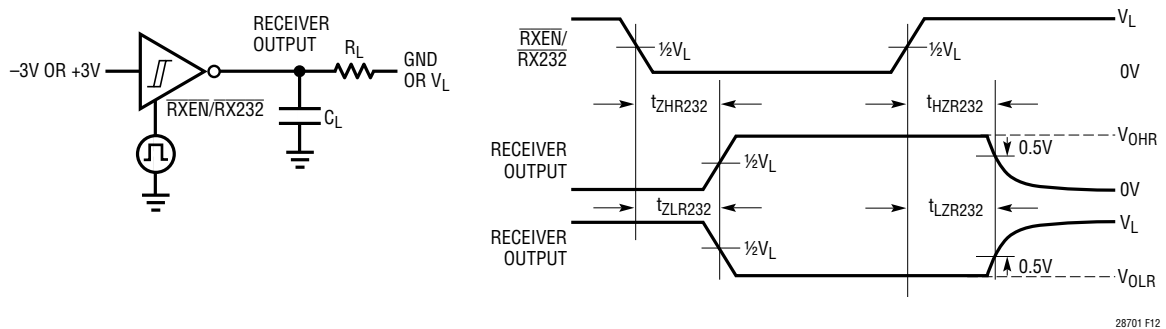 RECEIVER
OUTPUT
R_L
GND
OR V_L
–3V OR +3V
RXEN/RX232
C_L
RXEN/
RX232
½V_L
½V_L
V_L
0V
t_ZHR232
t_HZR232
RECEIVER
OUTPUT
½V_L
V_OHR
0.5V
0V
t_ZLR232
t_LZR232
RECEIVER
OUTPUT
½V_L
V_L
0.5V
V_OLR
28701 F12